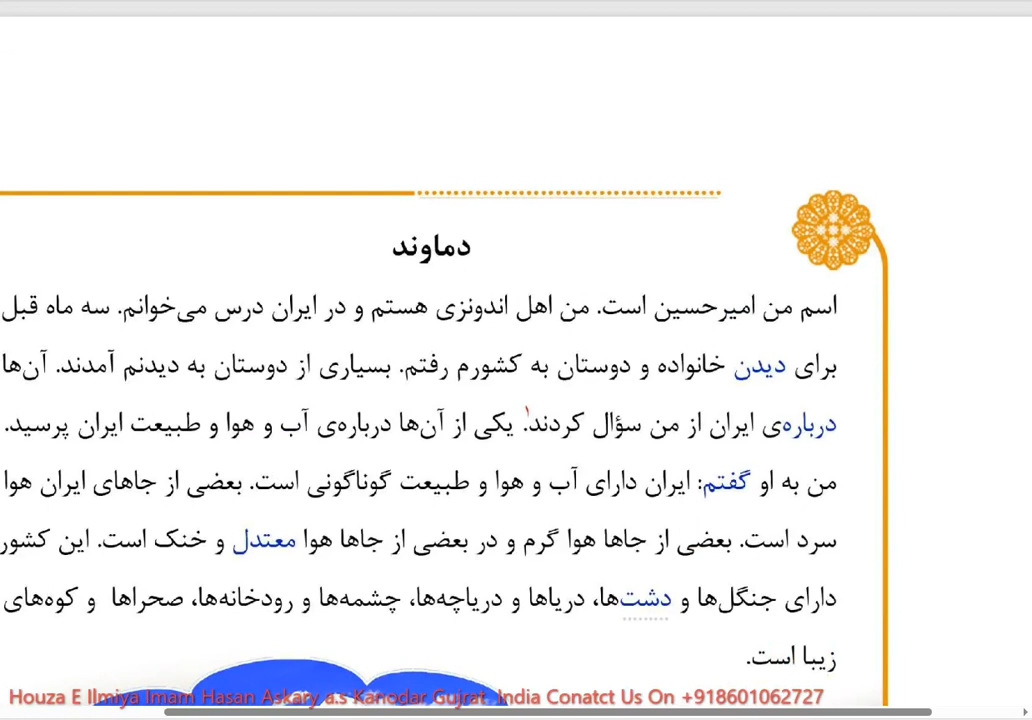 دماوند
اسم من امیرحسین است. من اهل اندونزی هستم و در ایران درس می‌خوانم. سه ماه قبل
برای دیدن خانواده و دوستان به کشورم رفتم. بسیاری از دوستان به دیدنم آمدند. آن‌ها
درباره‌ی ایران از من سؤال کردند.۱ یکی از آن‌ها درباره‌ی آب و هوا و طبیعت ایران پرسید.
من به او گفتم: ایران دارای آب و هوا و طبیعت گوناگونی است. بعضی از جاهای ایران هوا
سرد است. بعضی از جاها هوا گرم و در بعضی از جاها هوا معتدل و خنک است. این کشور
دارای جنگل‌ها و دشت‌ها، دریاها و دریاچه‌ها، چشمه‌ها و رودخانه‌ها، صحراها و کوه‌های
زیبا است.
Houza E Ilmiya Imam Hasan Askary a.s Kanodar Gujrat India Conatct Us On +918601062727